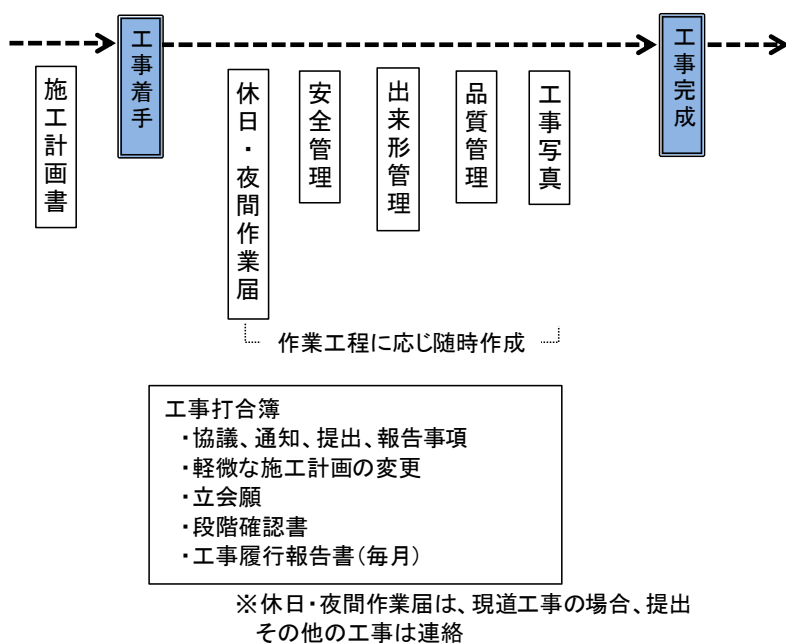 工事着手
工事完成
施工計画書
休日・夜間作業届
安全管理
出来形管理
品質管理
工事写真
作業工程に応じ随時作成
工事打合簿
・協議、通知、提出、報告事項
・軽微な施工計画の変更
・立会願
・段階確認書
・工事履行報告書(毎月)
※休日・夜間作業届は、現道工事の場合、提出
その他の工事は連絡